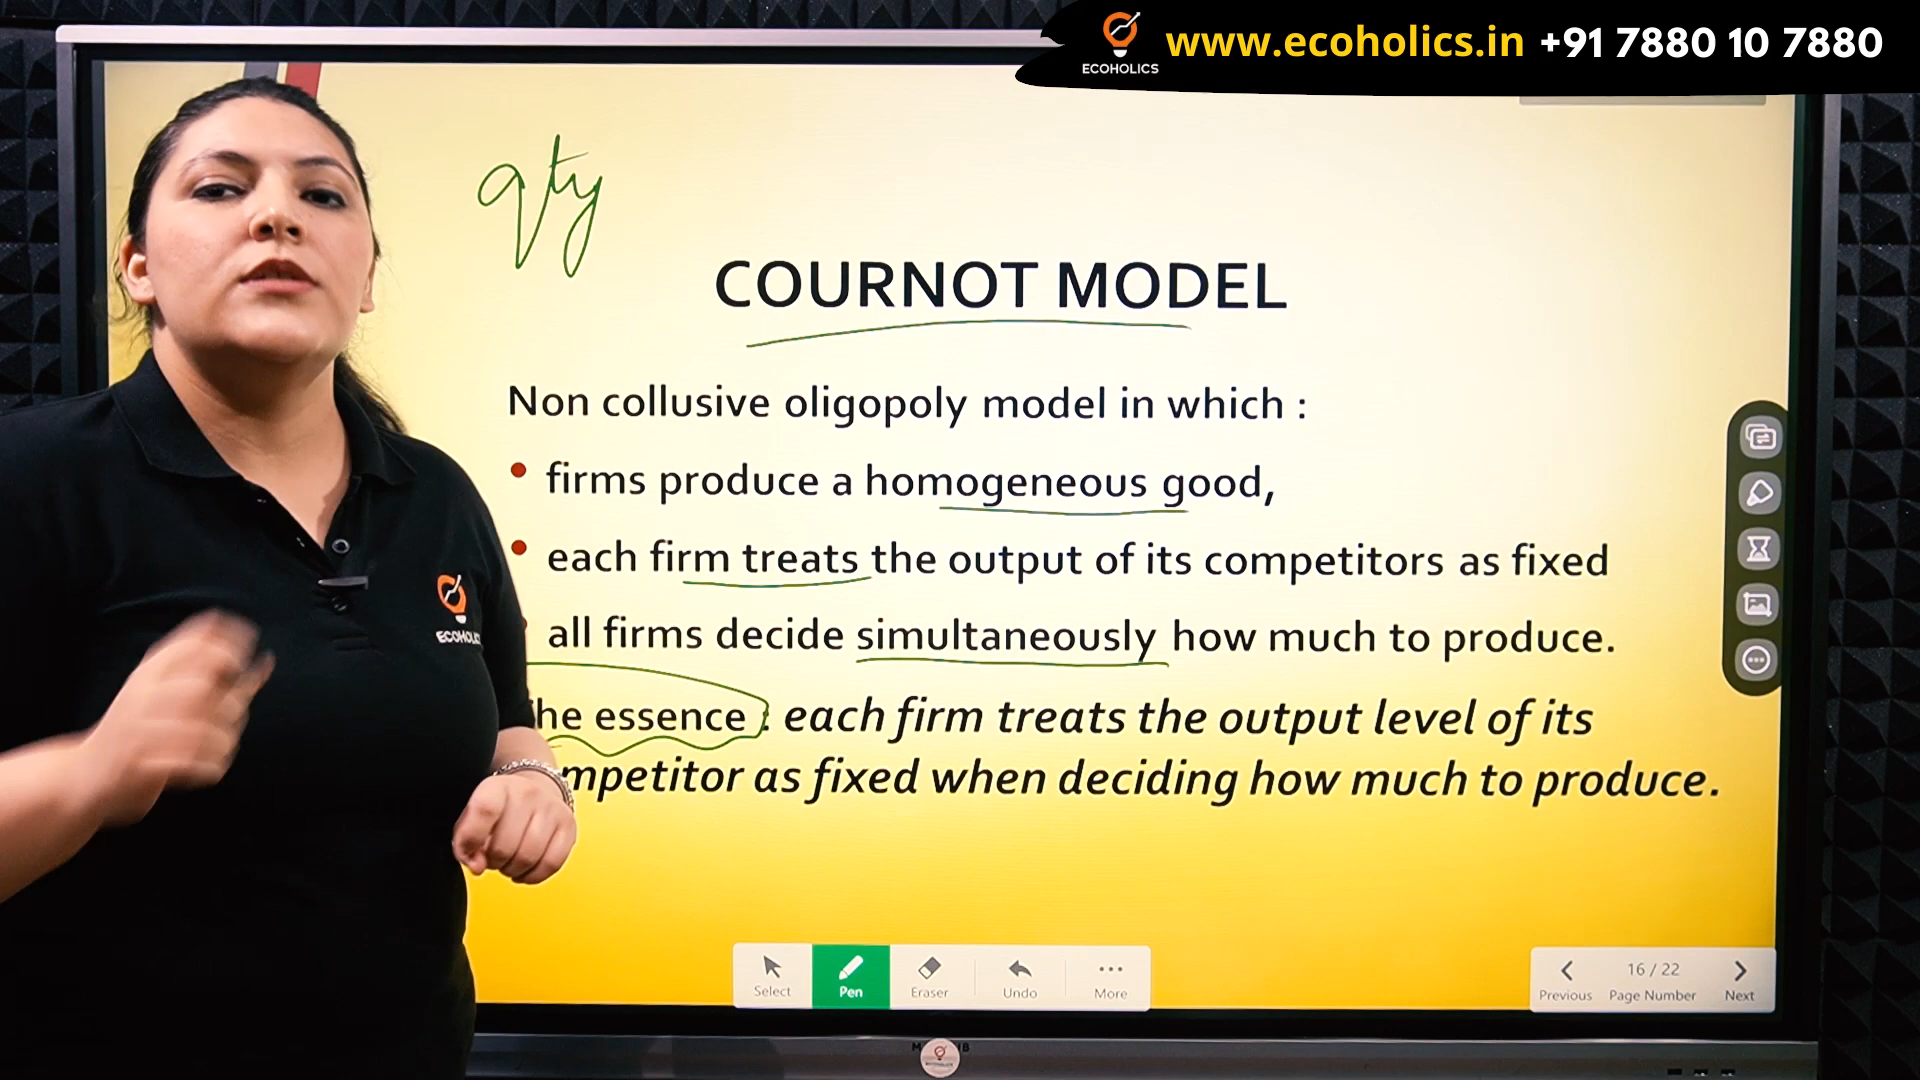 ECOHOLICS
www.ecoholics.in +91 7880 10 7880
qty
COURNOT MODEL
Non collusive oligopoly model in which :
• firms produce a homogeneous good,
• each firm treats the output of its competitors as fixed
all firms decide simultaneously how much to produce.
he essence : each firm treats the output level of its
mpetitor as fixed when deciding how much to produce.
ECOHOLIC
Select Pen Eraser Undo More
16 / 22
Previous Page Number Next